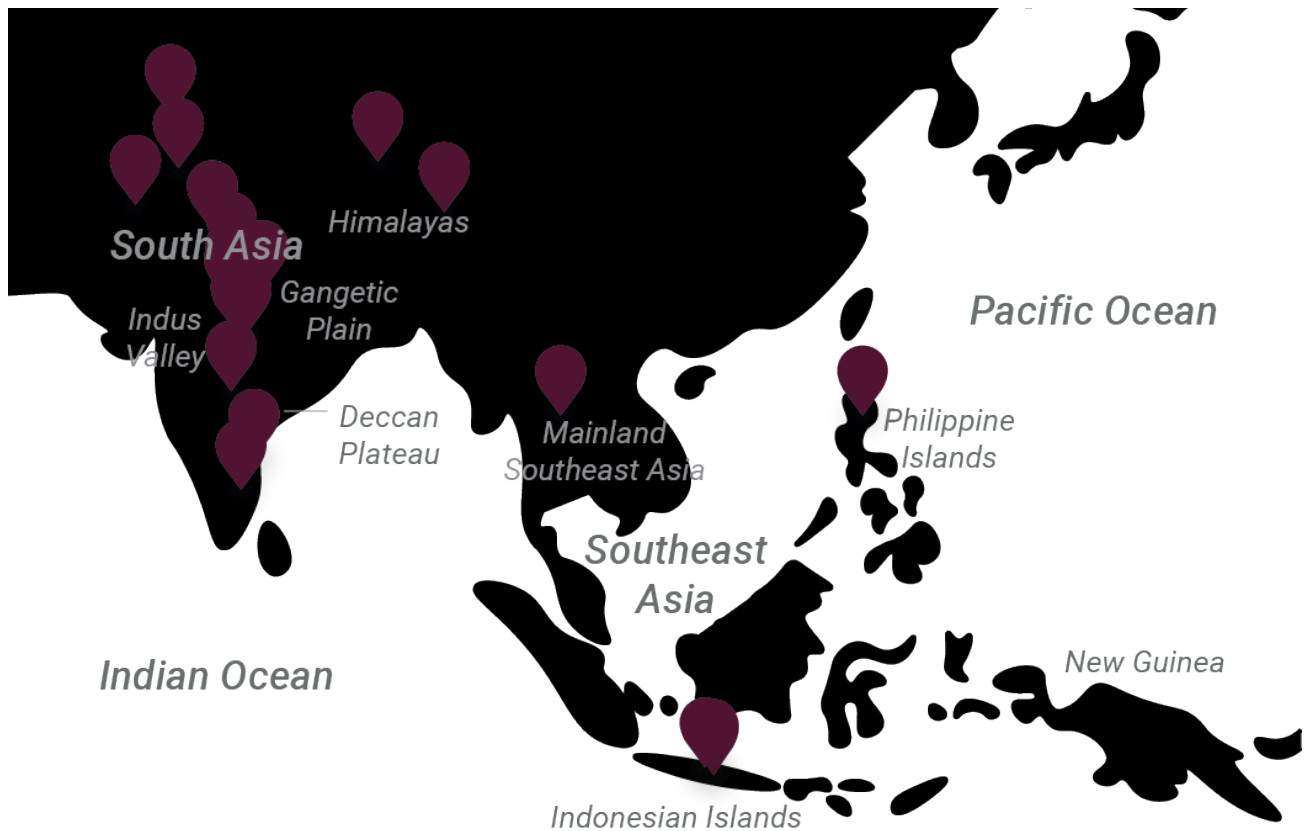 Himalayas
South Asia
Gangetic
Plain
Indus
Valley
Pacific Ocean
Deccan
Plateau
Mainland
Southeast Asia
Philippine
Islands
Southeast
Asia
Indian Ocean
New Guinea
Indonesian Islands